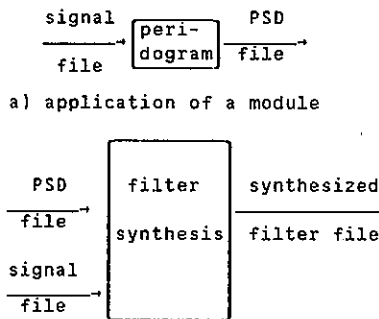 signal peri- PSD
file dogram file
a) application of a module
PSD filter synthesized
file synthesis filter file
signal
file